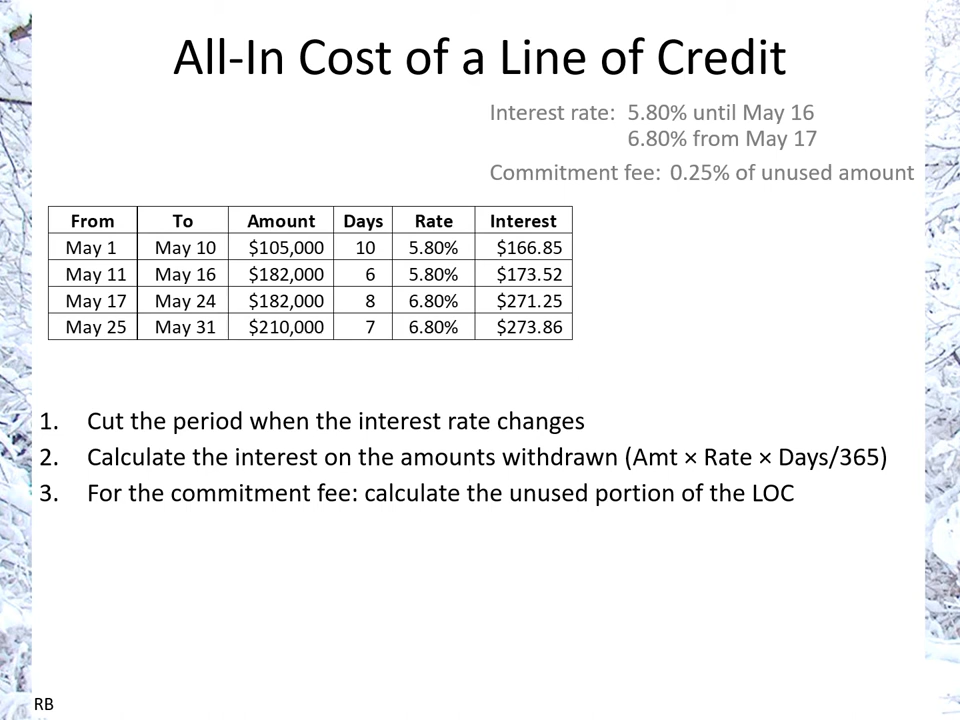 All-In Cost of a Line of Credit
Interest rate: 5.80% until May 16
6.80% from May 17
Commitment fee: 0.25% of unused amount
From To Amount Days Rate Interest
May 1 May 10 $105,000 10 5.80% $166.85
May 11 May 16 $182,000 6 5.80% $173.52
May 17 May 24 $182,000 8 6.80% $271.25
May 25 May 31 $210,000 7 6.80% $273.86
1. Cut the period when the interest rate changes
2. Calculate the interest on the amounts withdrawn (Amt × Rate × Days/365)
3. For the commitment fee: calculate the unused portion of the LOC
RB